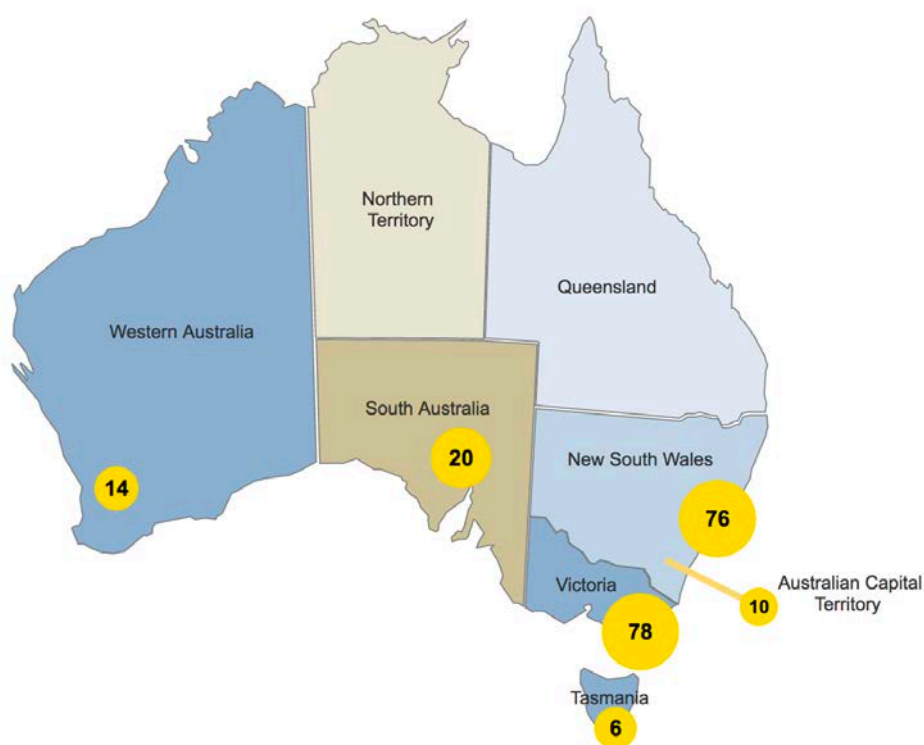 Northern
Territory
Queensland
Western Australia
South Australia
20
New South Wales
14
76
Victoria
Australian Capital
Territory
10
78
Tasmania
6